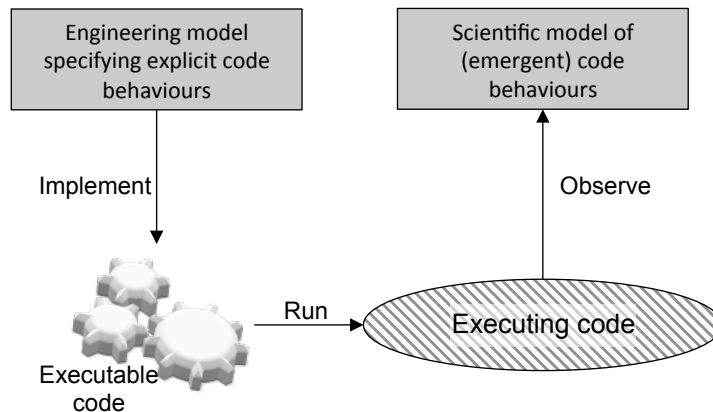 Engineering model
specifying explicit code
behaviours
Scientific model of
(emergent) code
behaviours
Implement
Observe
Run
Executing code
Executable
code